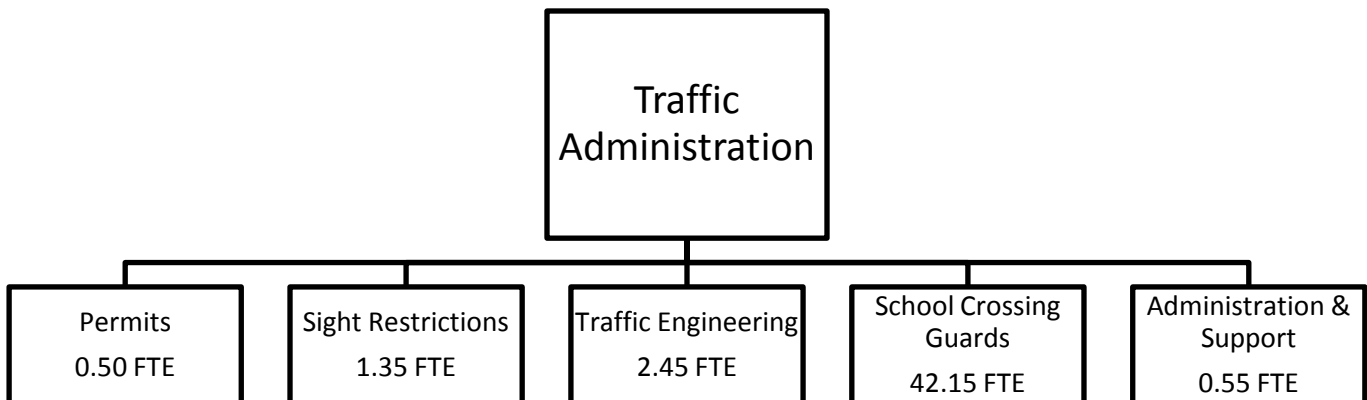 Traffic
Administration
Permits
0.50 FTE
Sight Restrictions
1.35 FTE
Traffic Engineering
2.45 FTE
School Crossing
Guards
42.15 FTE
Administration &
Support
0.55 FTE